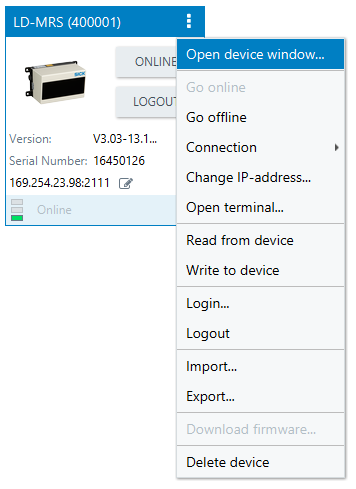 LD-MRS (400001)
SICK
ONLINE
LOGOUT
Version: V3.03-13.1...
Serial Number: 16450126
169.254.23.98:2111
Online
Open device window...
Go online
Go offline
Connection
Change IP-address...
Open terminal...
Read from device
Write to device
Login...
Logout
Import...
Export...
Download firmware...
Delete device